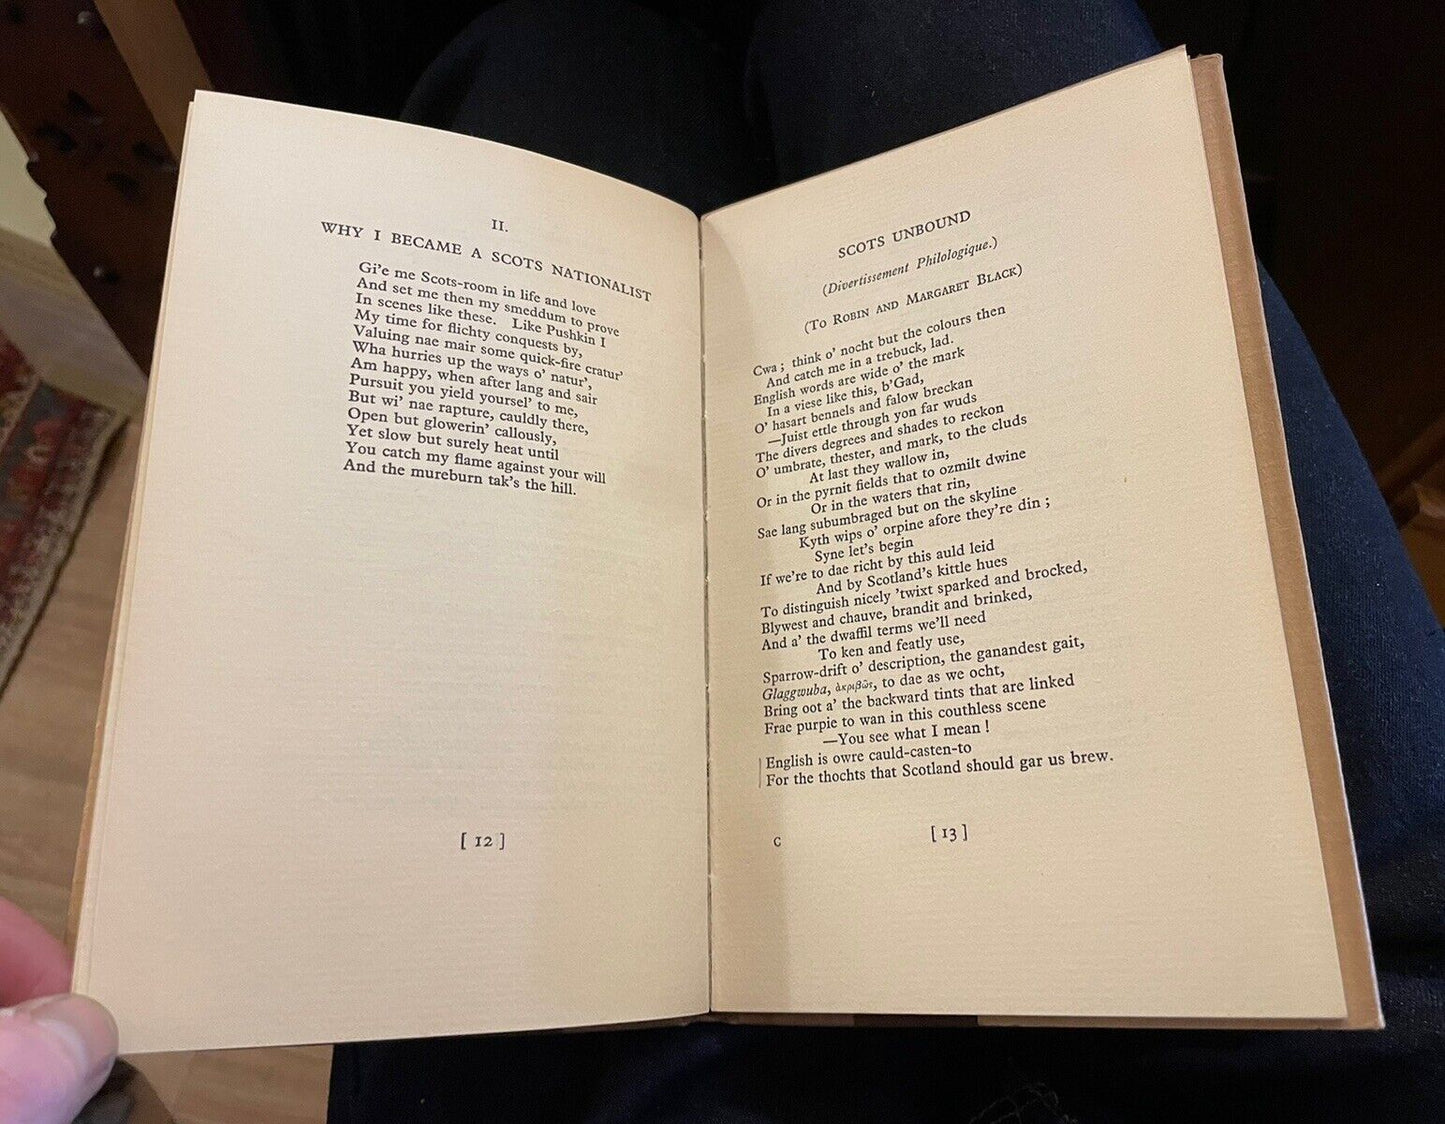 II.
WHY I BECAME A SCOTS NATIONALIST
Gi'e me Scots-room in life and love
And set me then my smeddum to prove
In scenes like these. Like Pushkin I
My time for flichty conquests by,
Valuing nae mair some quick-fire cratur'
Wha hurries up the ways o' natur',
Am happy, when after lang and sair
Pursuit you yield yoursel' to me,
But wi' nae rapture, cauldly there,
Open but glowerin' callously,
Yet slow but surely heat until
You catch my flame against your will
And the mureburn tak's the hill.
[ 12 ]
SCOTS UNBOUND
(Divertissement Philologique.)
(To Robin and Margaret Black)
Cwa ; think o' nocht but the colours then
And catch me in a trebuck, lad.
English words are wide o' the mark
In a viese like this, b'Gad,
O' hasart bennels and falow breckan
—Juist ettle through yon far wuds
The divers degrees and shades to reckon
O' umbrate, thester, and mark, to the cluds
At last they wallow in,
Or in the pyrnit fields that to ozmilt dwine
Or in the waters that rin,
Sae lang subumbraged but on the skyline
Kyth wips o' orpine afore they're din ;
Syne let's begin
If we're to dae richt by this auld leid
And by Scotland's kittle hues
To distinguish nicely 'twixt sparked and brocked,
Blywest and chauve, brandit and brinked,
And a' the dwaffil terms we'll need
To ken and featly use,
Sparrow-drift o' description, the ganandest gait,
Glaggwuba, ἀκριβῶς, to dae as we ocht,
Bring oot a' the backward tints that are linked
Frae purpie to wan in this couthless scene
—You see what I mean !
English is owre cauld-casten-to
For the thochts that Scotland should gar us brew.
C
[ 13 ]